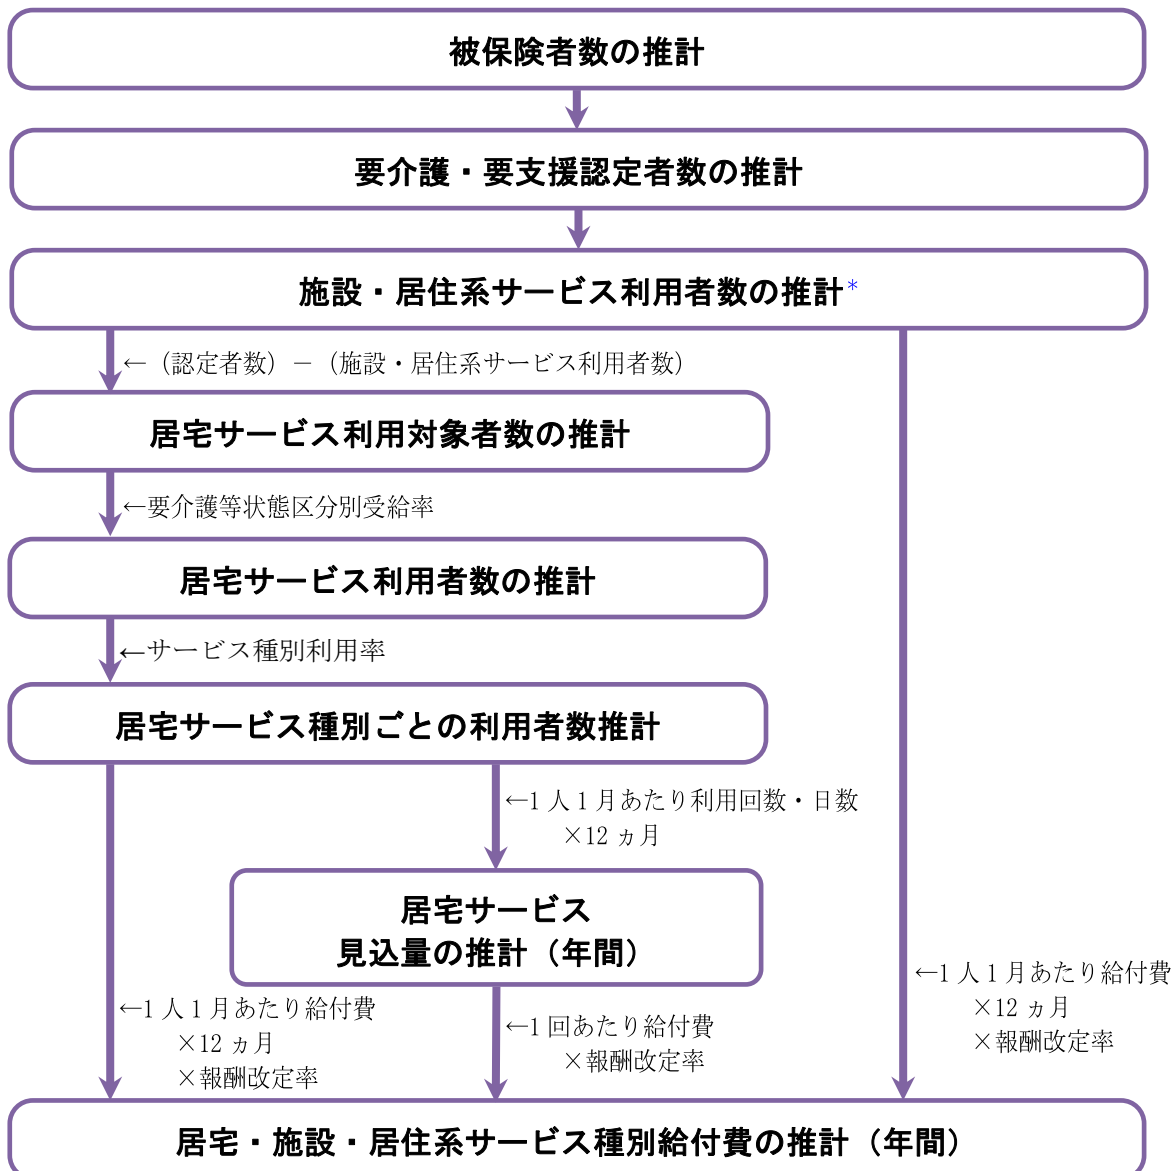 被保険者数の推計
要介護・要支援認定者数の推計
施設・居住系サービス利用者数の推計*
←（認定者数）－（施設・居住系サービス利用者数）
居宅サービス利用対象者数の推計
←要介護等状態区分別受給率
居宅サービス利用者数の推計
←サービス種別利用率
居宅サービス種別ごとの利用者数推計
←1 人 1 月あたり利用回数・日数
×12 ヵ月
居宅サービス
見込量の推計（年間）
←1 人 1 月あたり給付費
×12 ヵ月
×報酬改定率
←1 回あたり給付費
×報酬改定率
←1 人 1 月あたり給付費
×12 ヵ月
×報酬改定率
居宅・施設・居住系サービス種別給付費の推計（年間）